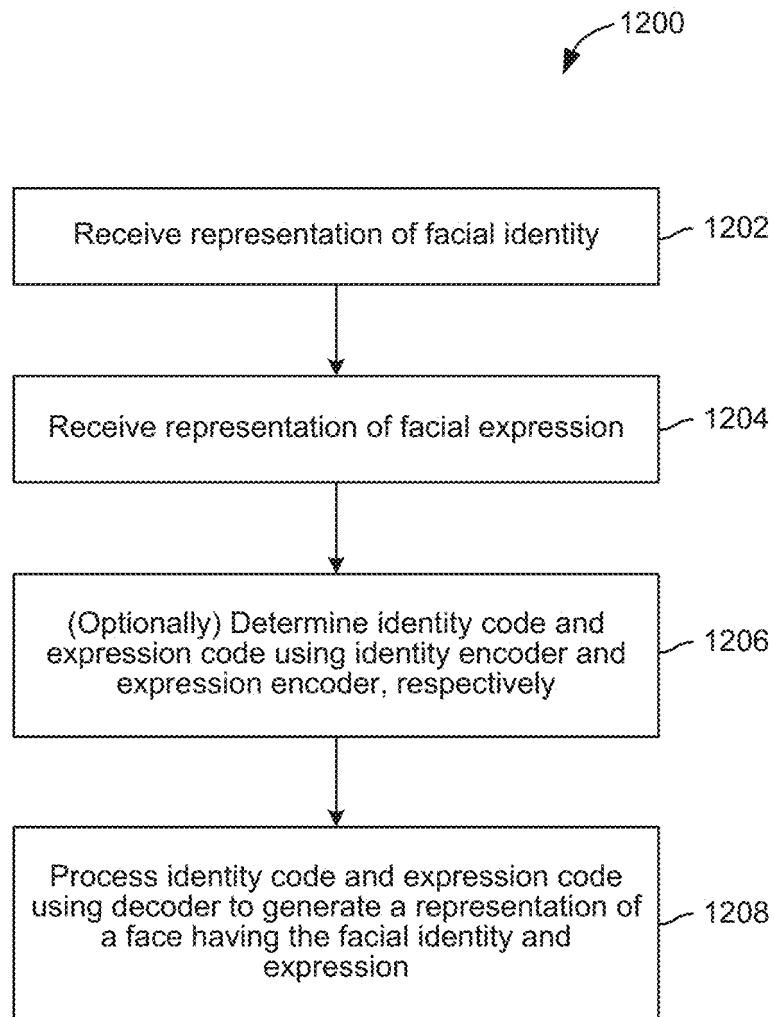 1200
Receive representation of facial identity
1202
Receive representation of facial expression
1204
(Optionally) Determine identity code and
expression code using identity encoder and
expression encoder, respectively
1206
Process identity code and expression code
using decoder to generate a representation of
a face having the facial identity and
expression
1208